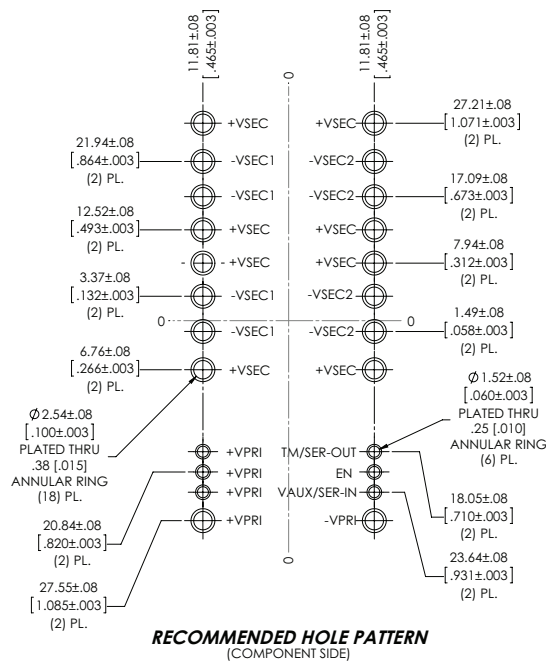 11.81±.08
[.465±.003]
11.81±.08
[.465±.003]
0
+VSEC
+VSEC
27.21±.08
[1.071±.003]
(2) PL.
21.94±.08
[.864±.003]
(2) PL.
-VSEC1
-VSEC2
17.09±.08
[.673±.003]
(2) PL.
-VSEC1
-VSEC2
12.52±.08
[.493±.003]
(2) PL.
+VSEC
+VSEC
7.94±.08
[.312±.003]
(2) PL.
+VSEC
+VSEC
3.37±.08
[.132±.003]
(2) PL.
-VSEC1
-VSEC2
1.49±.08
[.058±.003]
(2) PL.
0
-VSEC1
-VSEC2
0
6.76±.08
[.266±.003]
(2) PL.
+VSEC
+VSEC
Ø2.54±.08
[.100±.003]
PLATED THRU
.38 [.015]
ANNULAR RING
(18) PL.
Ø1.52±.08
[.060±.003]
PLATED THRU
.25 [.010]
ANNULAR RING
(6) PL.
+VPRI
TM/SER-OUT
+VPRI
EN
+VPRI
VAUX/SER-IN
+VPRI
-VPRI
18.05±.08
[.710±.003]
(2) PL.
20.84±.08
[.820±.003]
(2) PL.
23.64±.08
[.931±.003]
(2) PL.
27.55±.08
[1.085±.003]
(2) PL.
0
RECOMMENDED HOLE PATTERN
(COMPONENT SIDE)